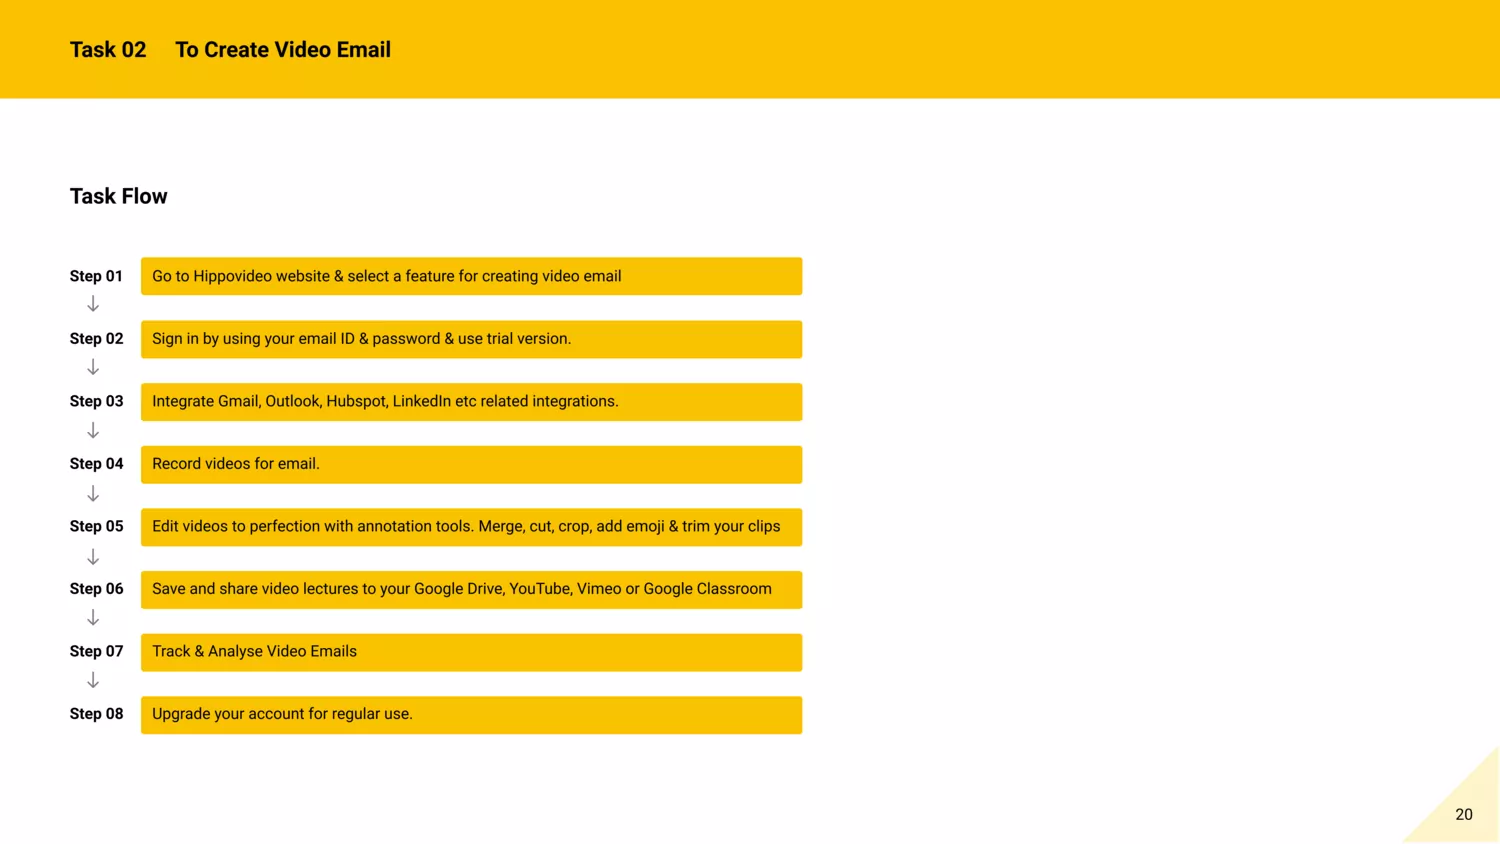 Task 02 To Create Video Email
Task Flow
Step 01 Go to Hippovideo website & select a feature for creating video email
Step 02 Sign in by using your email ID & password & use trial version.
Step 03 Integrate Gmail, Outlook, Hubspot, LinkedIn etc related integrations.
Step 04 Record videos for email.
Step 05 Edit videos to perfection with annotation tools. Merge, cut, crop, add emoji & trim your clips
Step 06 Save and share video lectures to your Google Drive, YouTube, Vimeo or Google Classroom
Step 07 Track & Analyse Video Emails
Step 08 Upgrade your account for regular use.
20